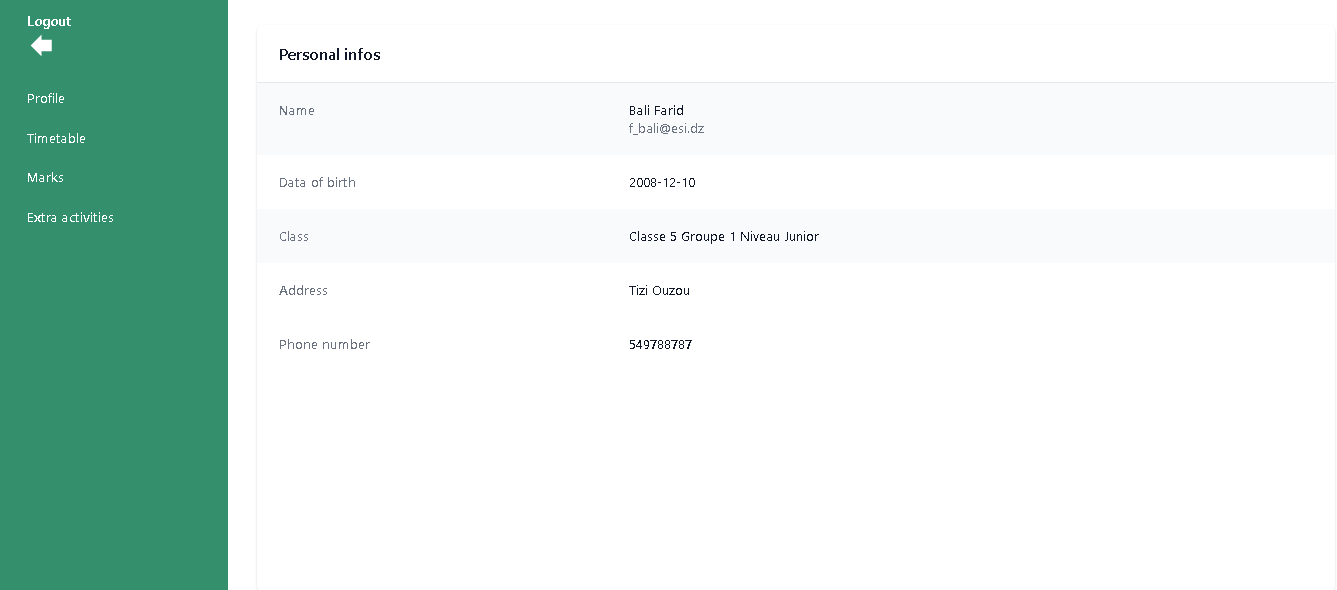 Logout
Profile
Timetable
Marks
Extra activities
Personal infos
Name
Bali Farid
f_bali@esi.dz
Data of birth
2008-12-10
Class
Classe 5 Groupe 1 Niveau Junior
Address
Tizi Ouzou
Phone number
549788787